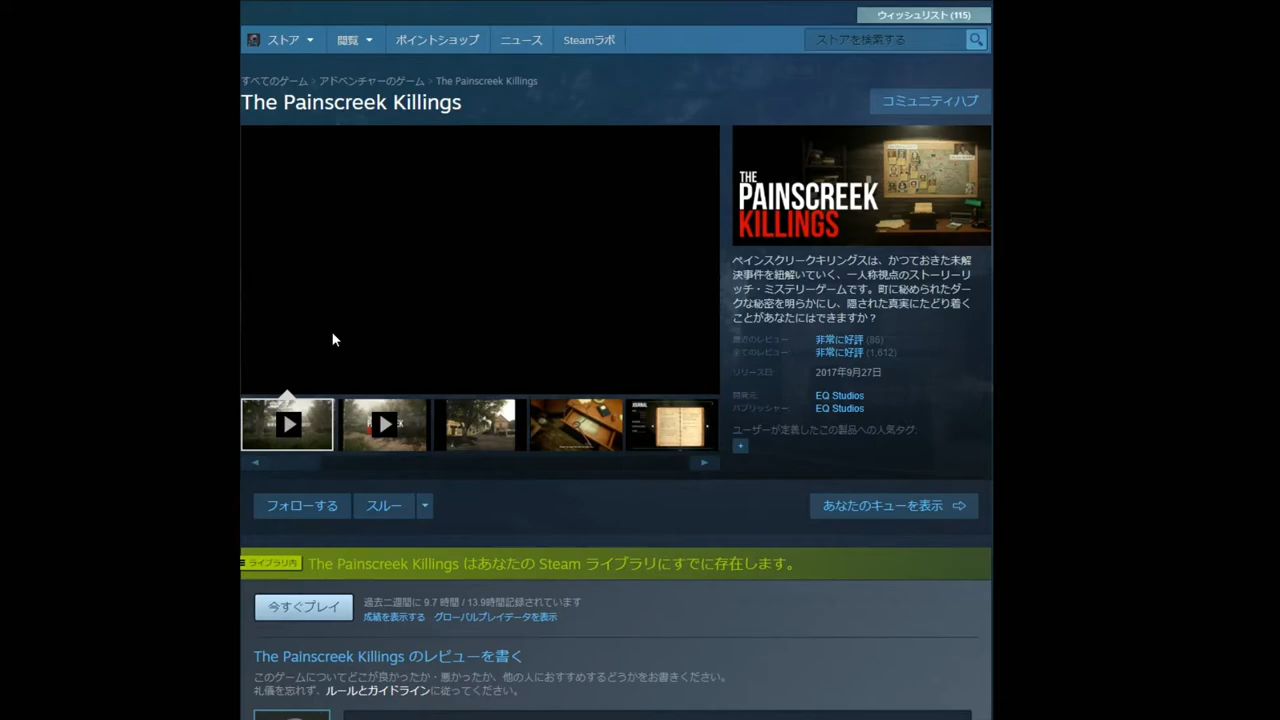 ウィッシュリスト (115)
ストア 閲覧 ポイントショップ ニュース Steamラボ ストアを検索する
すべてのゲーム > アドベンチャーのゲーム > The Painscreek Killings
The Painscreek Killings
コミュニティハブ
THE
PAINSCREEK
KILLINGS
ペインスクリークキリングスは、かつておきた未解
決事件を紐解いていく、一人称視点のストーリーリ
ッチ・ミステリーゲームです。町に秘められたダー
クな秘密を明らかにし、隠された真実にたどり着く
ことがあなたにはできますか？
最近のレビュー: 非常に好評 (86)
全てのレビュー: 非常に好評 (1,612)
リリース日: 2017年9月27日
開発元: EQ Studios
パブリッシャー: EQ Studios
ユーザーが定義したこの製品への人気タグ:
+
JOURNAL
フォローする スルー
あなたのキューを表示
ライブラリ内 The Painscreek Killings はあなたの Steam ライブラリにすでに存在します。
今すぐプレイ
過去二週間に 9.7 時間 / 13.9時間記録されています
成績を表示する グローバルプレイデータを表示
The Painscreek Killings のレビューを書く
このゲームについてどこが良かったか・悪かったか、他の人におすすめするかどうかをお書きください。
礼儀を忘れず、ルールとガイドラインに従ってください。